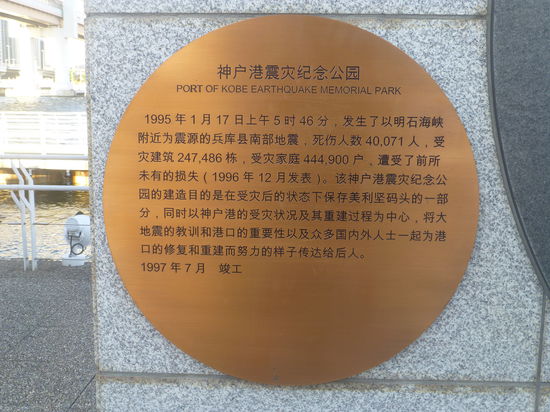 神户港震灾纪念公园
PORT OF KOBE EARTHQUAKE MEMORIAL PARK
1995 年 1 月 17 日上午 5 时 46 分，发生了以明石海峡
附近为震源的兵库县南部地震，死伤人数 40,071 人，受
灾建筑 247,486 栋，受灾家庭 444,900 户、遭受了前所
未有的损失（1996 年 12 月发表）。该神户港震灾纪念公
园的建造目的是在受灾后的状态下保存美利坚码头的一部
分，同时以神户港的受灾状况及其重建过程为中心，将大
地震的教训和港口的重要性以及众多国内外人士一起为港
口的修复和重建而努力的样子传达给后人。
1997 年 7 月 竣工